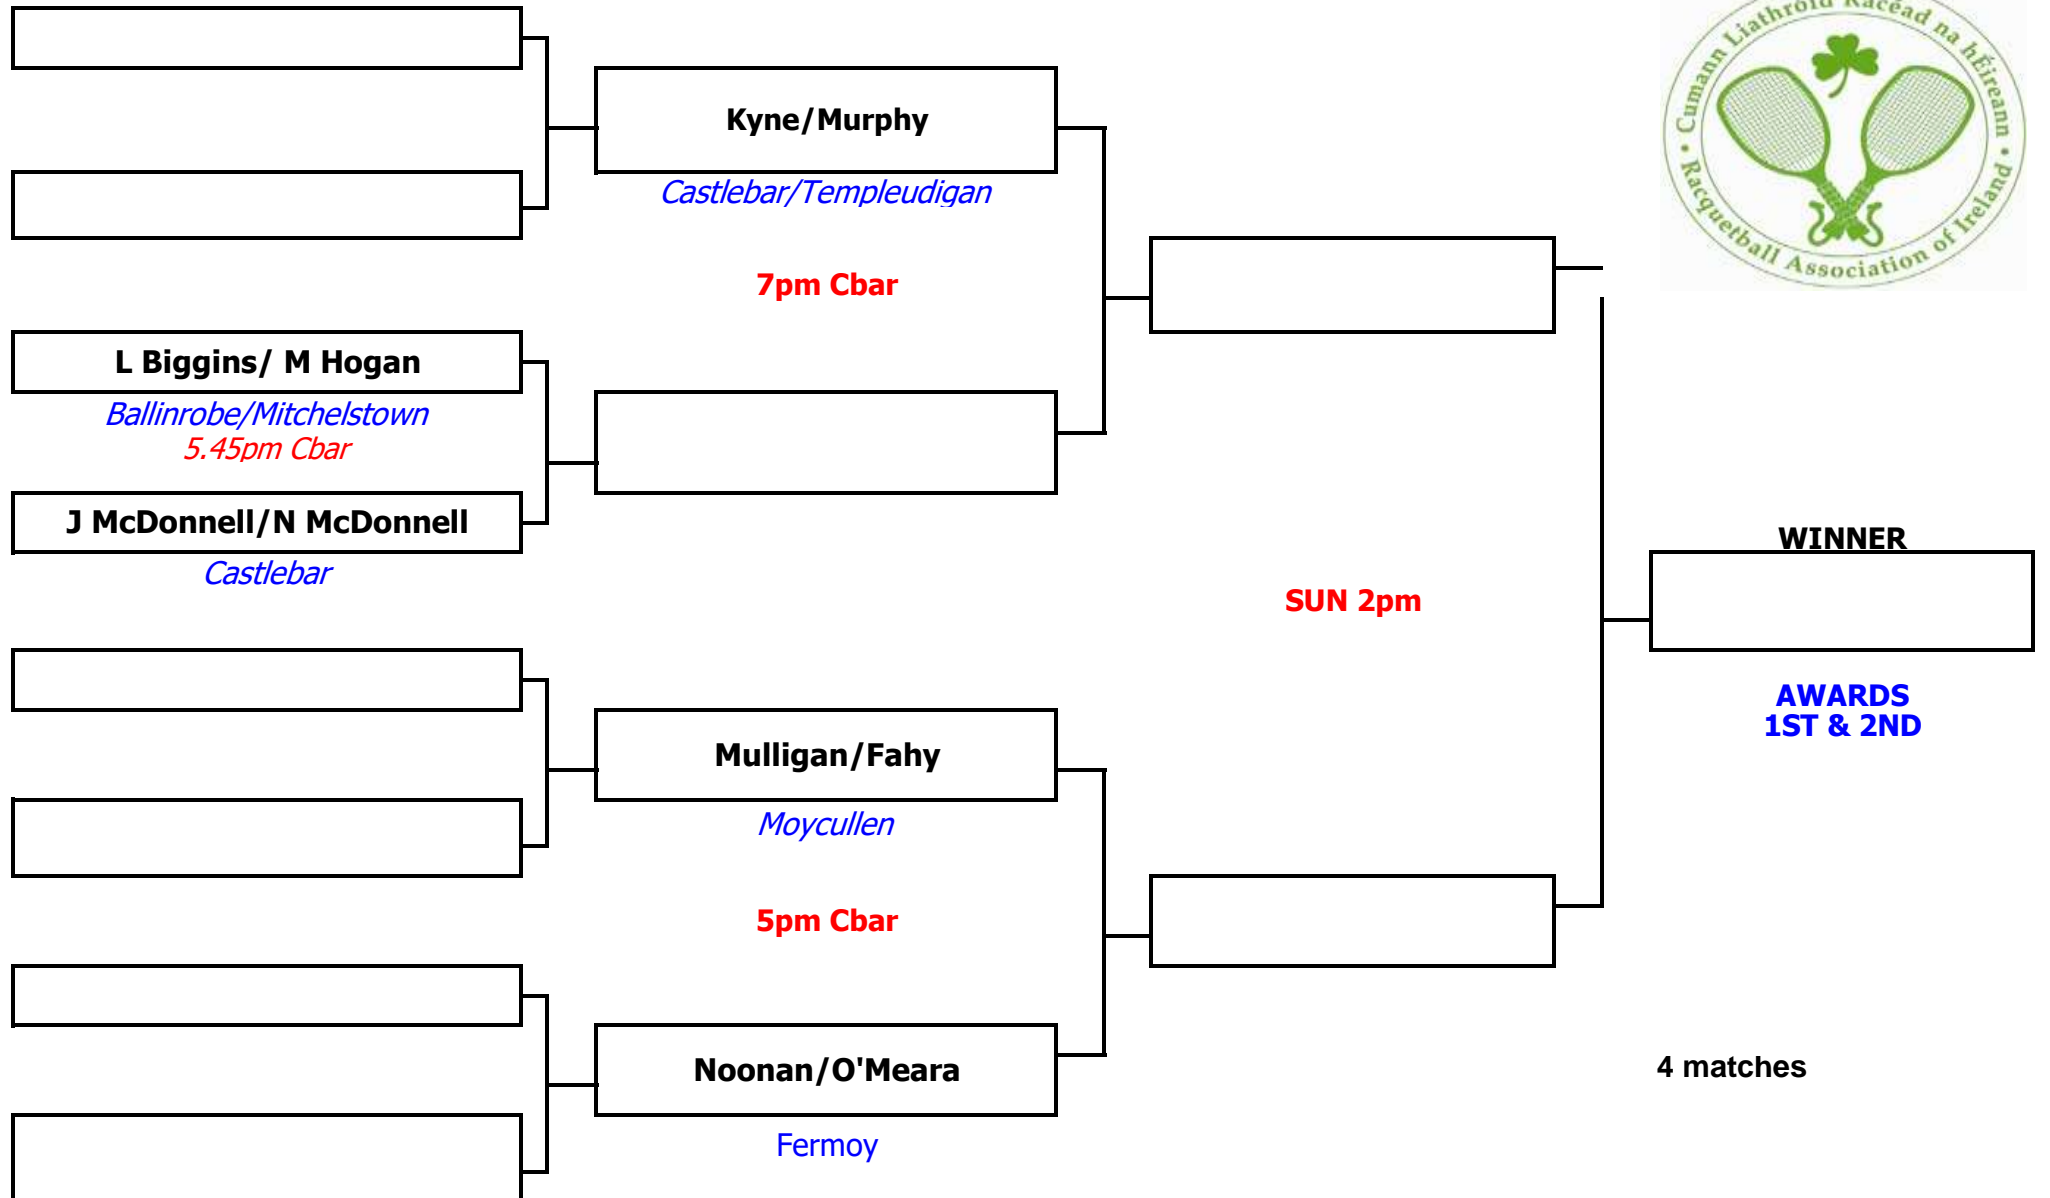 Cumann Liathróid Racéad na hÉireann
Racquetball Association of Ireland
Kyne/Murphy
Castlebar/Templeudigan
7pm Cbar
L Biggins/ M Hogan
Ballinrobe/Mitchelstown
5.45pm Cbar
J McDonnell/N McDonnell
Castlebar
WINNER
SUN 2pm
AWARDS
1ST & 2ND
Mulligan/Fahy
Moycullen
5pm Cbar
Noonan/O'Meara
Fermoy
4 matches